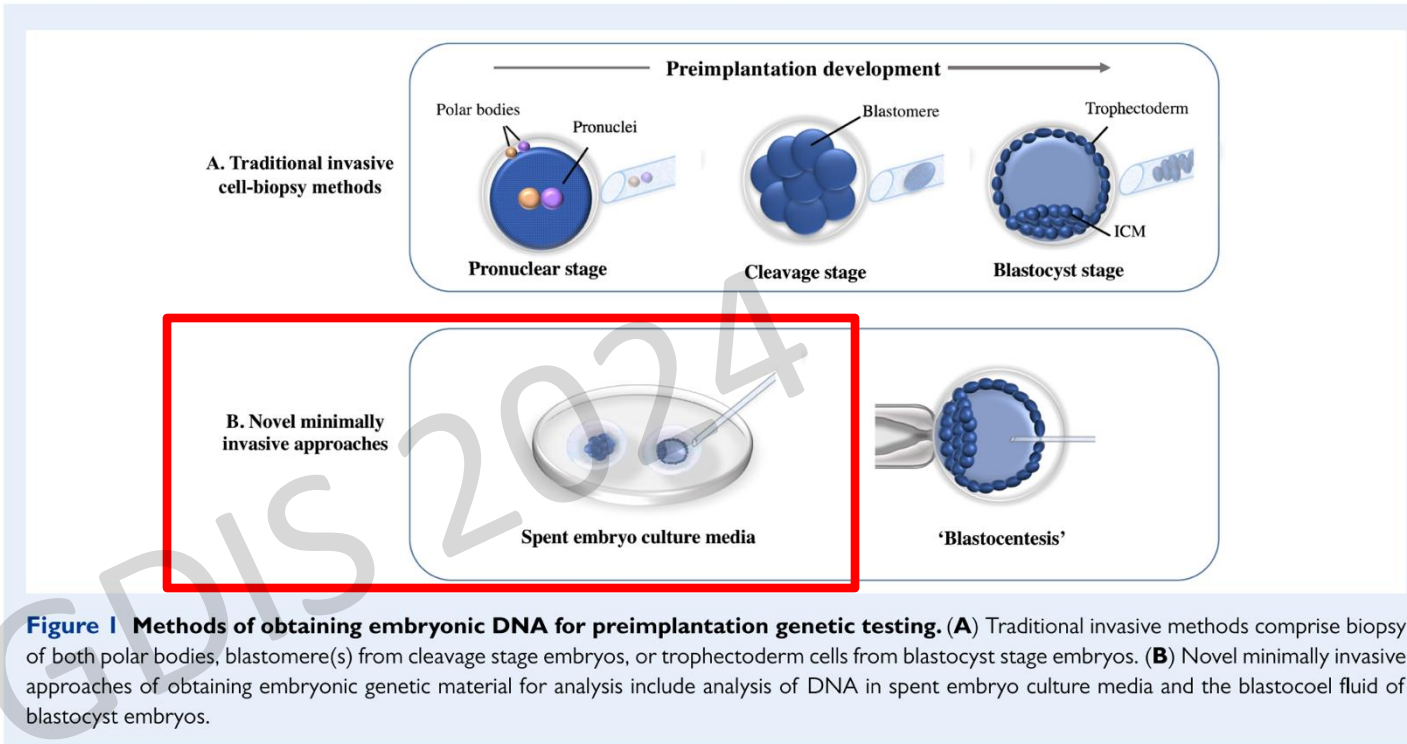 Preimplantation development
Polar bodies
Pronuclei
Blastomere
Trophectoderm
A. Traditional invasive
cell-biopsy methods
ICM
Pronuclear stage
Cleavage stage
Blastocyst stage
B. Novel minimally
invasive approaches
Spent embryo culture media
‘Blastocentesis’
GDIS 2024
Figure 1 Methods of obtaining embryonic DNA for preimplantation genetic testing. (A) Traditional invasive methods comprise biopsy
of both polar bodies, blastomere(s) from cleavage stage embryos, or trophectoderm cells from blastocyst stage embryos. (B) Novel minimally invasive
approaches of obtaining embryonic genetic material for analysis include analysis of DNA in spent embryo culture media and the blastocoel fluid of
blastocyst embryos.